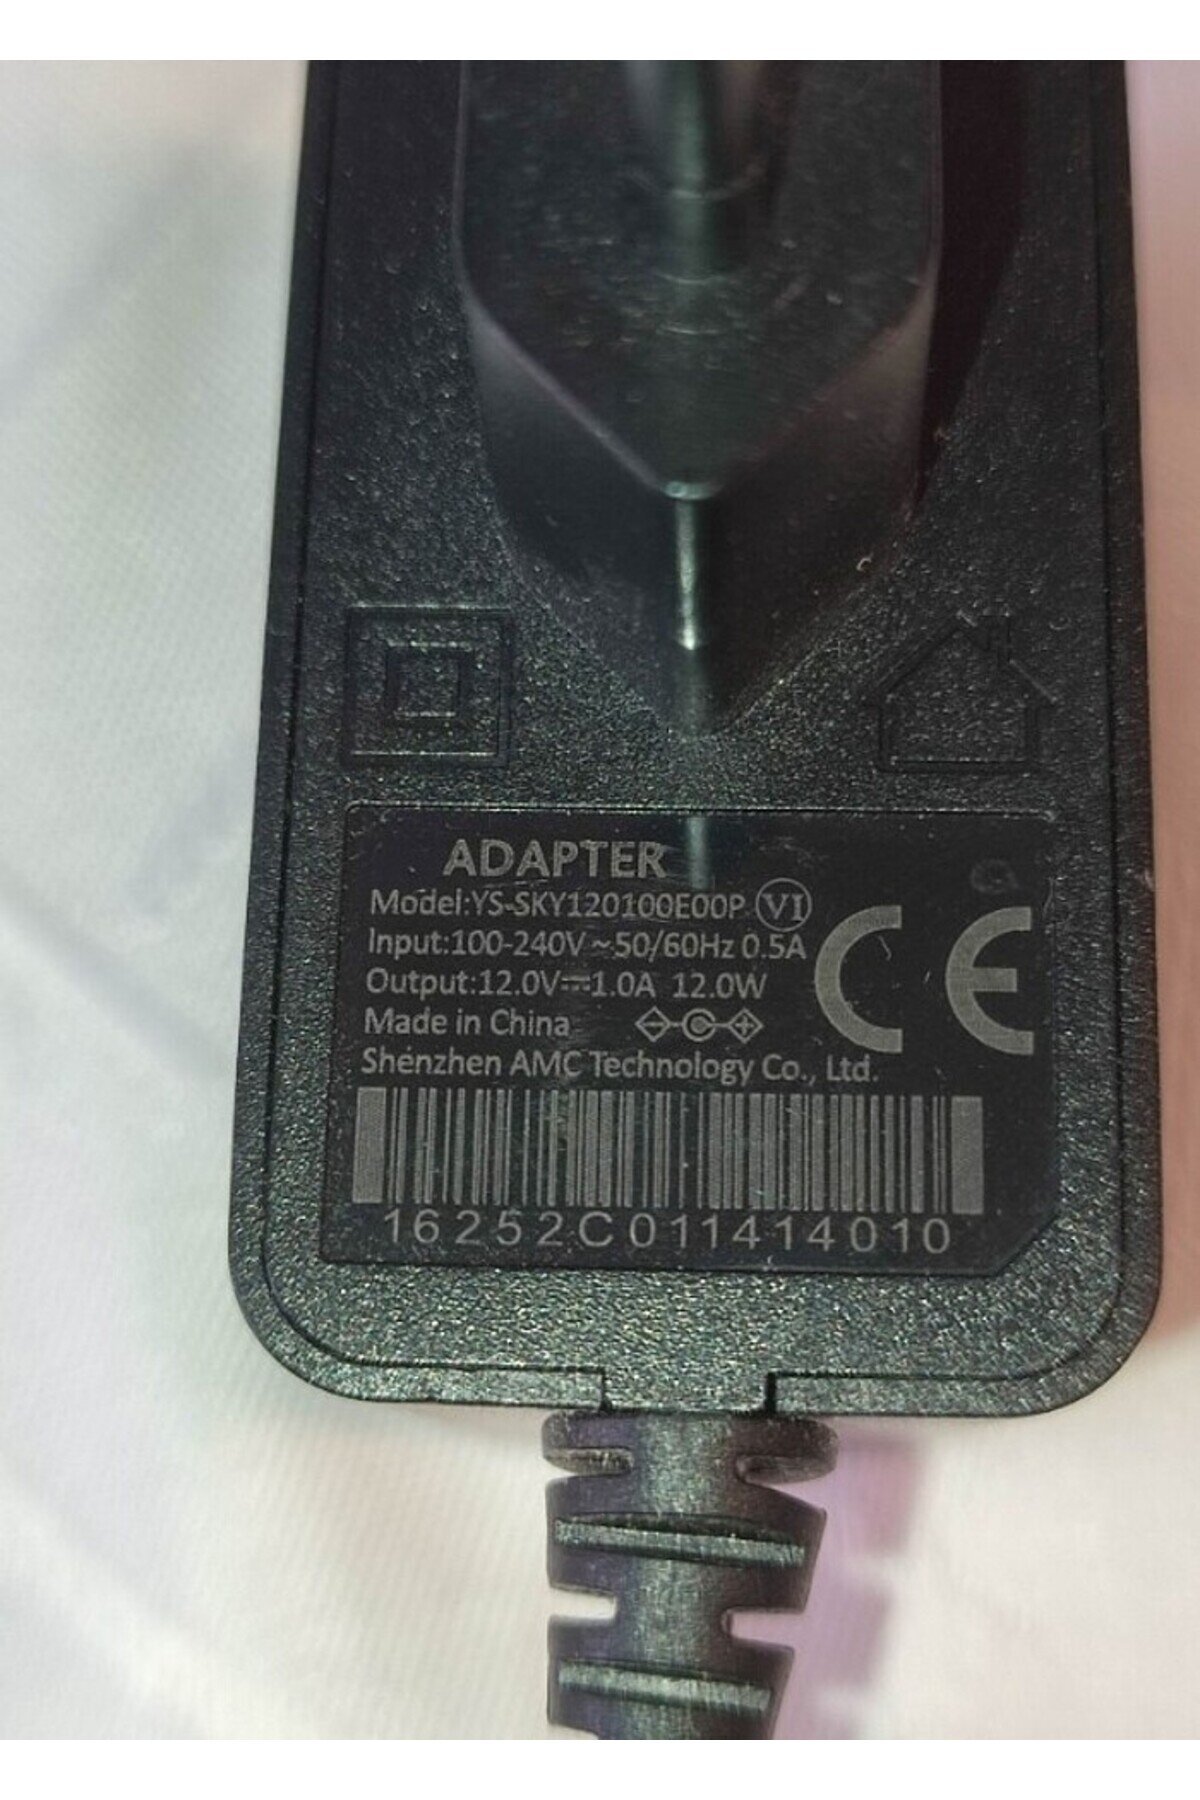 ADAPTER
Model:YS-SKY120100E00P VI
Input:100-240V ~50/60Hz 0.5A
Output:12.0V⎓1.0A 12.0W
Made in China
Shenzhen AMC Technology Co., Ltd.
CE
16252C011414010